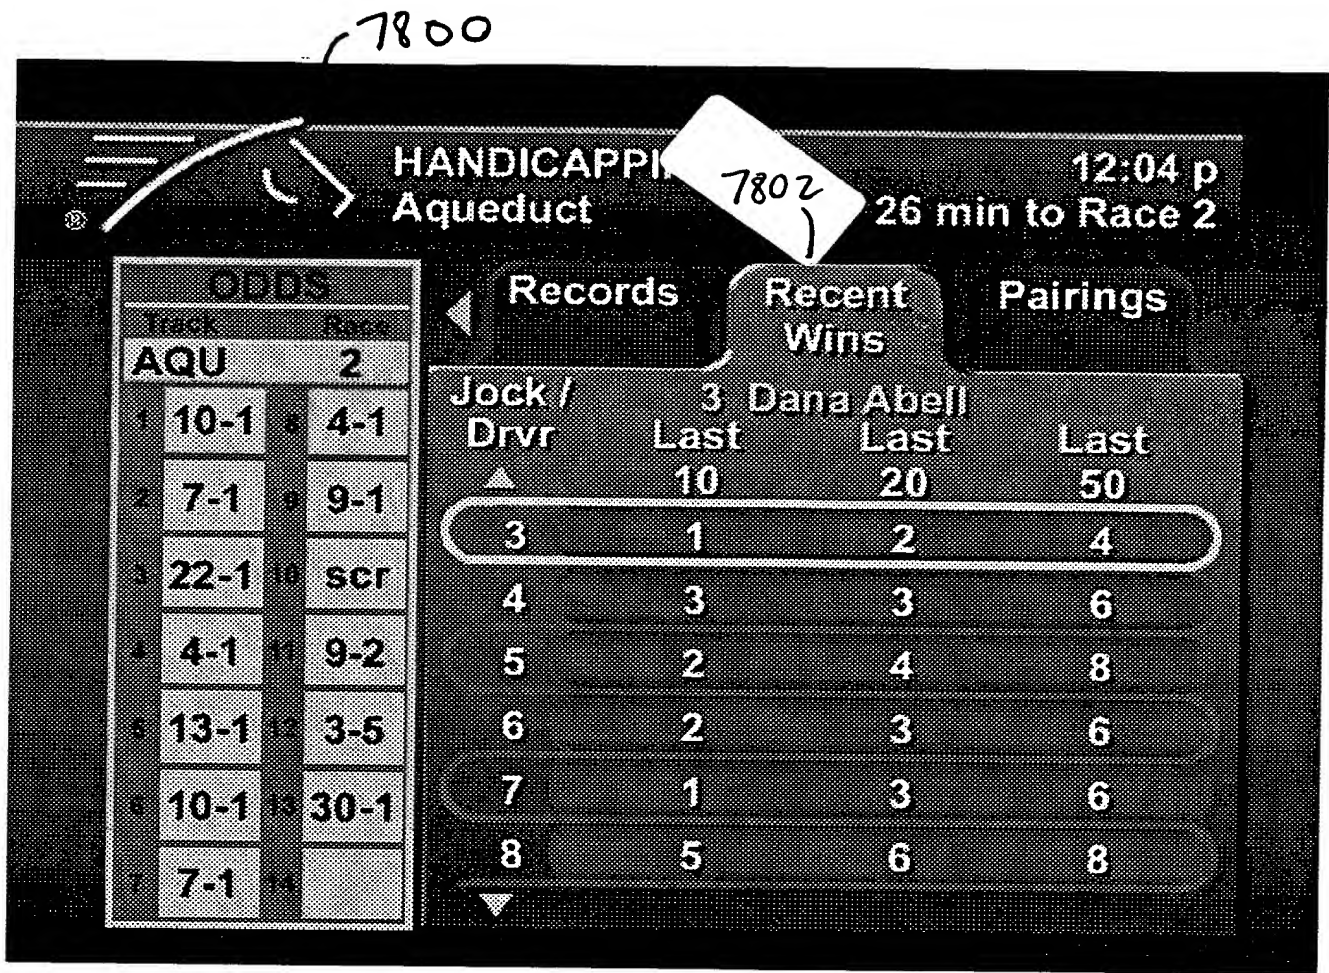 7800
HANDICAPPI
12:04 p
Aqueduct
7802
26 min to Race 2
®
ODDS
Track Race
AQU 2
1 10-1 8 4-1
2 7-1 9 9-1
3 22-1 10 scr
4 4-1 11 9-2
5 13-1 12 3-5
6 10-1 13 30-1
7 7-1 14
Records
Recent
Wins
Pairings
Jock / 3 Dana Abell
Drvr Last Last Last
10 20 50
3 1 2 4
4 3 3 6
5 2 4 8
6 2 3 6
7 1 3 6
8 5 6 8